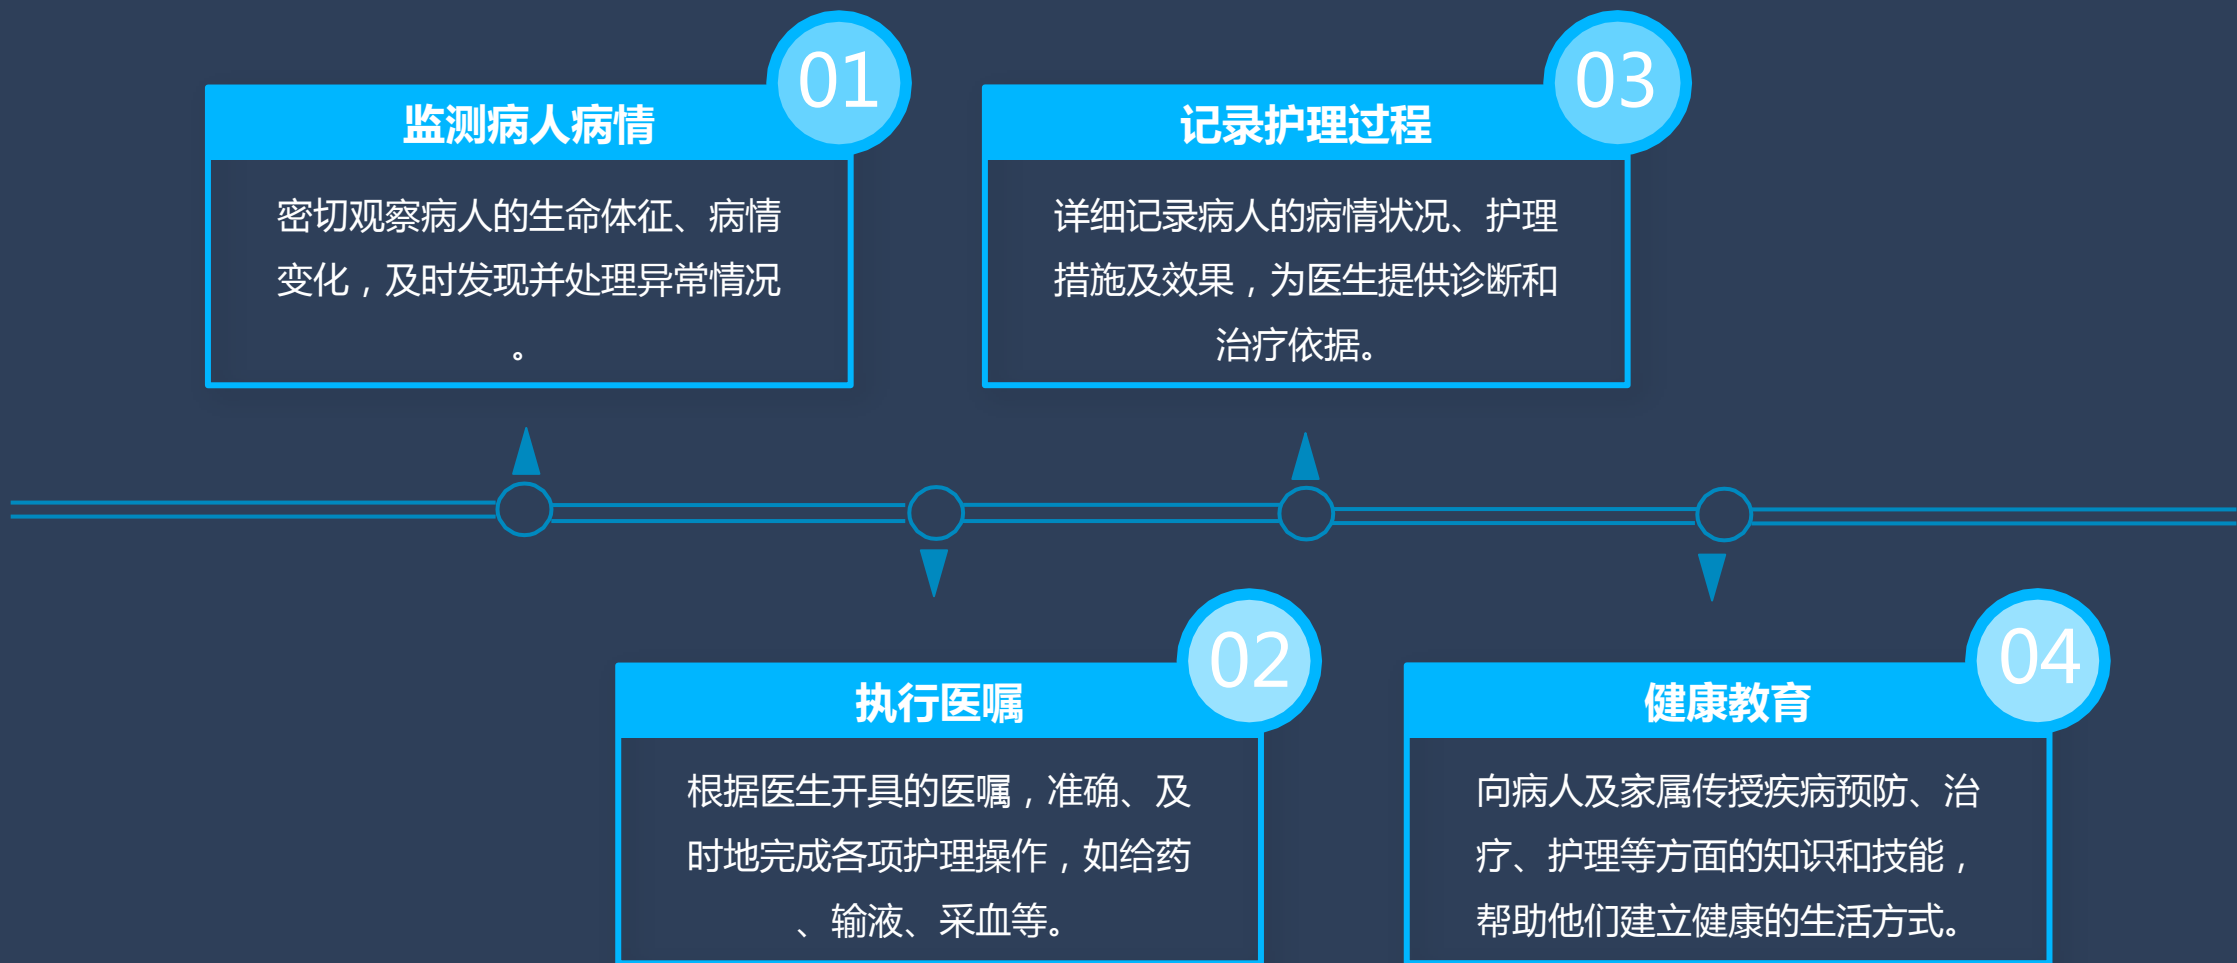 01
监测病人病情
密切观察病人的生命体征、病情
变化，及时发现并处理异常情况
。
03
记录护理过程
详细记录病人的病情状况、护理
措施及效果，为医生提供诊断和
治疗依据。
02
执行医嘱
根据医生开具的医嘱，准确、及
时地完成各项护理操作，如给药
、输液、采血等。
04
健康教育
向病人及家属传授疾病预防、治
疗、护理等方面的知识和技能，
帮助他们建立健康的生活方式。